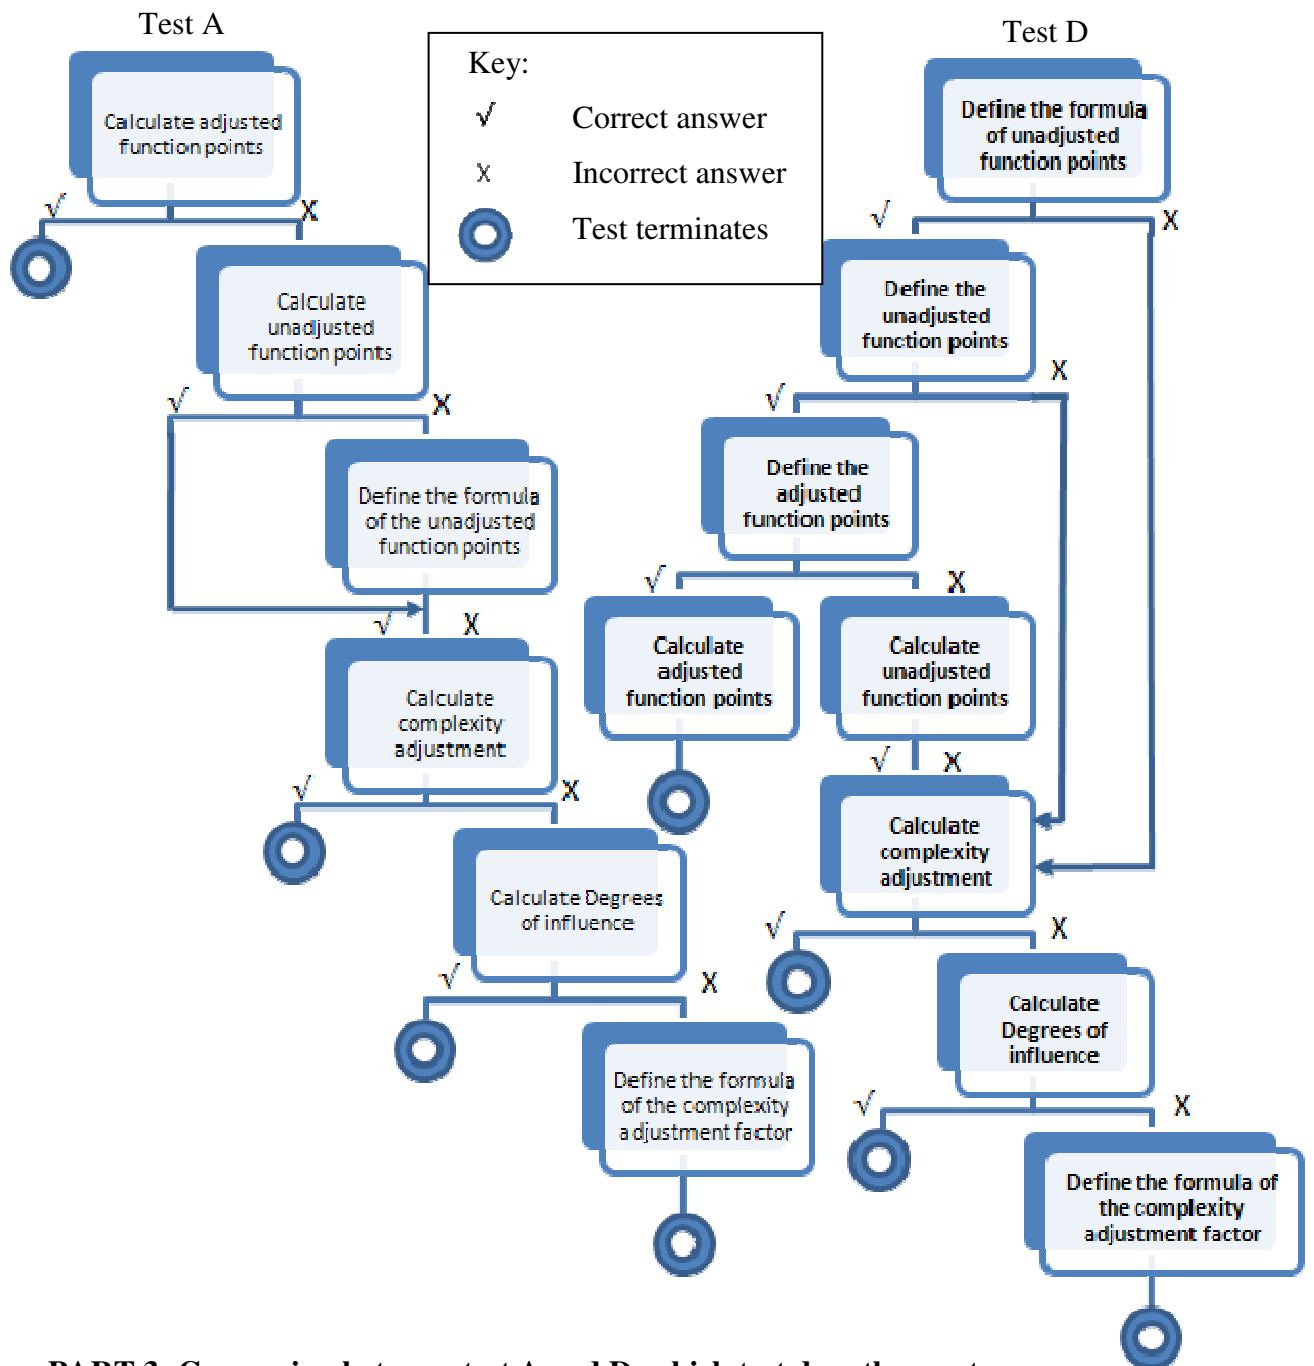 Test A
Calculate adjusted
function points
√
X
Calculate
unadjusted
function points
√
X
Define the formula
of the unadjusted
function points
√
X
Calculate
complexity
adjustment
√
X
Calculate Degrees
of influence
√
X
Define the formula
of the complexity
adjustment factor
Key:
√ Correct answer
X Incorrect answer
Test terminates
Test D
Define the formula
of unadjusted
function points
√
X
Define the
unadjusted
function points
√
X
Define the
adjusted
function points
√
X
Calculate
adjusted
function points
Calculate
unadjusted
function points
√
X
Calculate
complexity
adjustment
√
X
Calculate
Degrees of
influence
√
X
Define the formula of
the complexity
adjustment factor